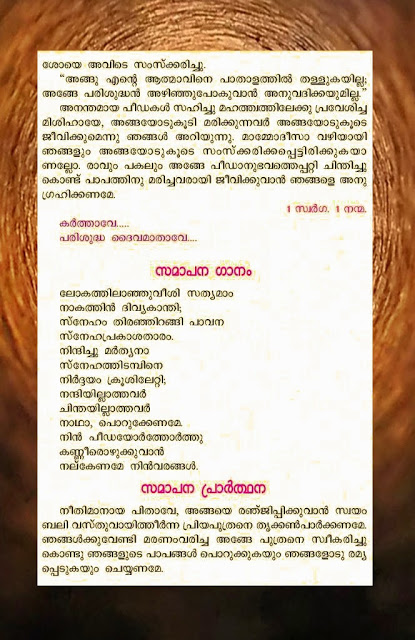 ശോയെ അവിടെ സംസ്ക്കരിച്ചു.
“അങ്ങു എന്റെ ആത്മാവിനെ പാതാളത്തിൽ തള്ളുകയില്ല;
അങ്ങേ പരിശുദ്ധൻ അഴിഞ്ഞുപോകുവാൻ അനുവദിക്കയുമില്ല.”
അനന്തമായ പീഡകൾ സഹിച്ചു മഹത്ത്വത്തിലേക്കു പ്രവേശിച്ച
മിശിഹായേ, അങ്ങയോടുകൂടി മരിക്കുന്നവർ അങ്ങയോടുകൂടെ
ജീവിക്കുമെന്നു ഞങ്ങൾ അറിയുന്നു. മാമ്മോദീസാ വഴിയായി
ഞങ്ങളും അങ്ങയോടുകൂടെ സംസ്ക്കരിക്കപ്പെട്ടിരിക്കുകയാ
ണല്ലോ. രാവും പകലും അങ്ങേ പീഡാനുഭവത്തെപ്പറ്റി ചിന്തിച്ചു
കൊണ്ട് പാപത്തിനു മരിച്ചവരായി ജീവിക്കുവാൻ ഞങ്ങളെ അനു
ഗ്രഹിക്കണമേ.
1 സ്വർഗ. 1 നന്മ.
കർത്താവേ.....
പരിശുദ്ധ ദൈവമാതാവേ....
സമാപന ഗാനം
ലോകത്തിലാഞ്ഞുവീശി സത്യമാം
നാകത്തിൻ ദിവ്യകാന്തി;
സ്നേഹം തിരഞ്ഞിറങ്ങി പാവന
സ്നേഹപ്രകാശതാരം.
നിന്ദിച്ചു മർത്യനാ
സ്നേഹത്തിടമ്പിനെ
നിർദ്ദയം ക്രൂശിലേറ്റി;
നന്ദിയില്ലാത്തവർ
ചിന്തയില്ലാത്തവർ
നാഥാ, പൊറുക്കേണമേ.
നിൻ പീഡയോർത്തോർത്തു
കണ്ണീരൊഴുക്കുവാൻ
നല്കേണമേ നിൻവരങ്ങൾ.
സമാപന പ്രാർത്ഥന
നീതിമാനായ പിതാവേ, അങ്ങയെ രഞ്ജിപ്പിക്കുവാൻ സ്വയം
ബലി വസ്തുവായിത്തീർന്ന പ്രിയപുത്രനെ തൃക്കൺപാർക്കണമേ.
ഞങ്ങൾക്കുവേണ്ടി മരണംവരിച്ച അങ്ങേ പുത്രനെ സ്വീകരിച്ചു
കൊണ്ടു ഞങ്ങളുടെ പാപങ്ങൾ പൊറുക്കുകയും ഞങ്ങളോടു രമ്യ
പ്പെടുകയും ചെയ്യണമേ.